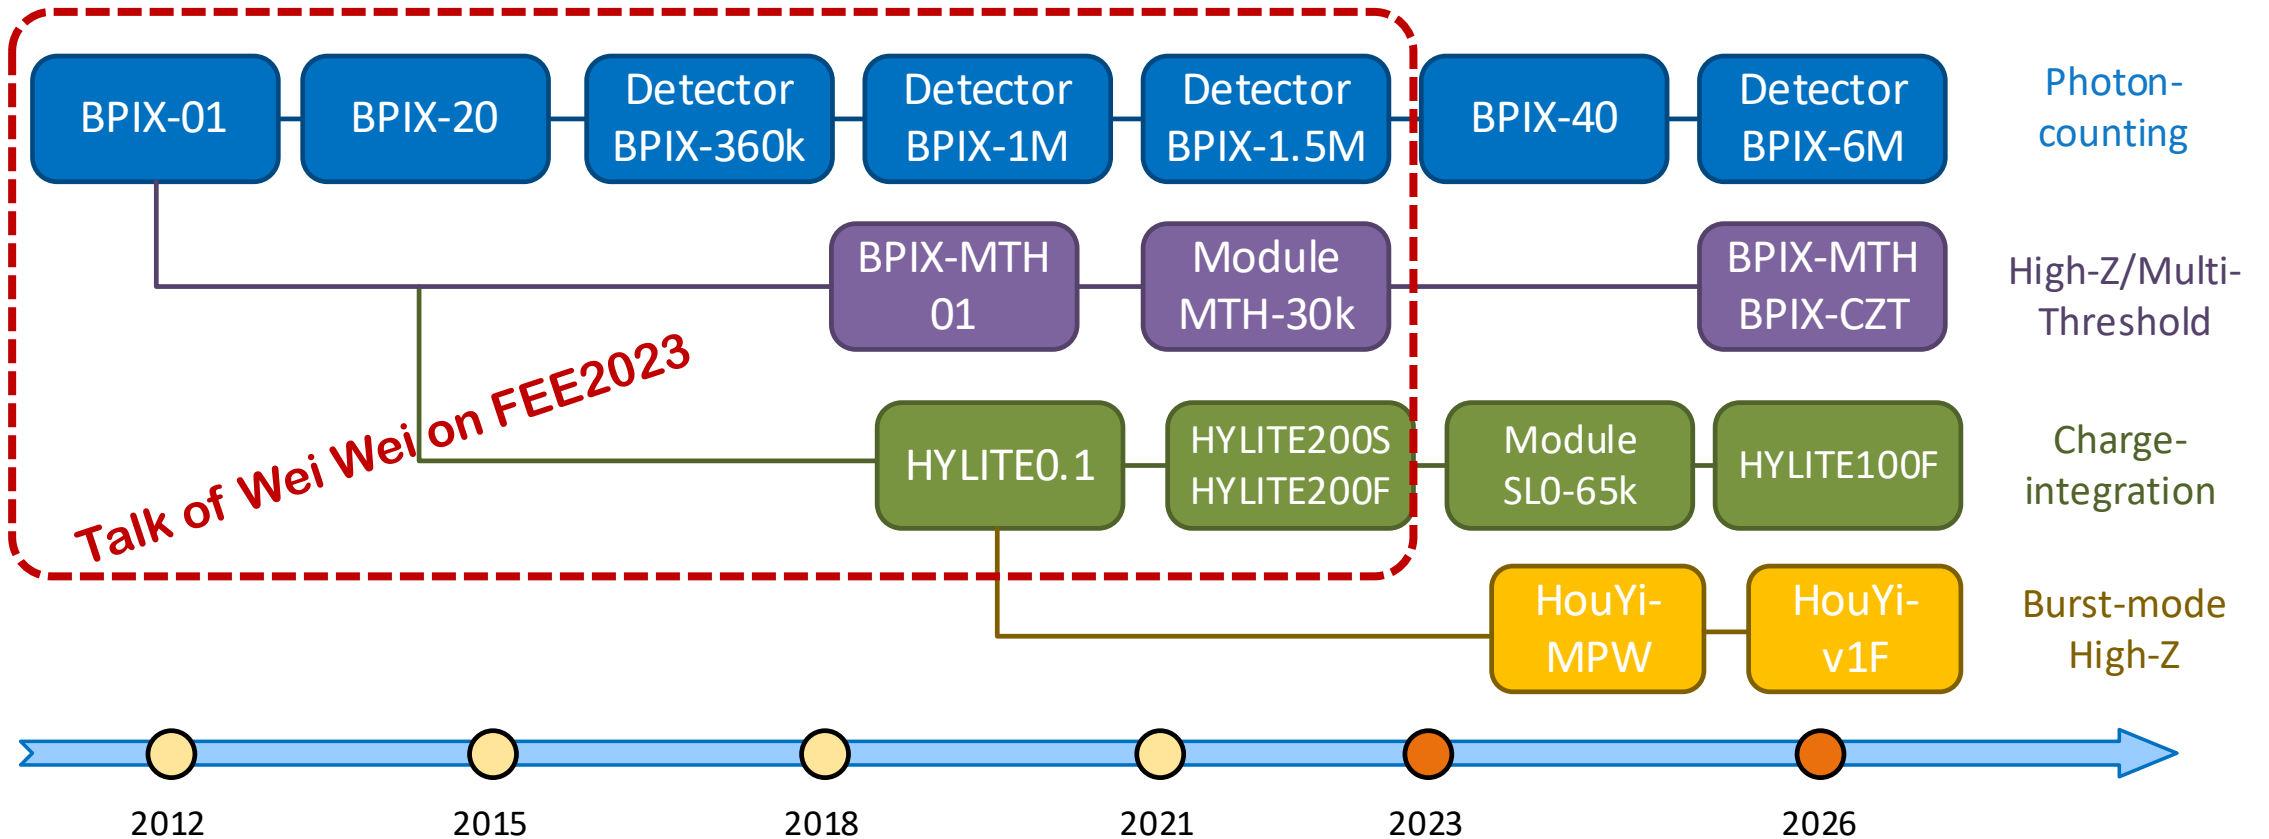 BPIX-01
BPIX-20
Detector
BPIX-360k
Detector
BPIX-1M
Detector
BPIX-1.5M
BPIX-40
Detector
BPIX-6M
Photon-
counting
BPIX-MTH
01
Module
MTH-30k
BPIX-MTH
BPIX-CZT
High-Z/Multi-
Threshold
Talk of Wei Wei on FEE2023
HYLITE0.1
HYLITE200S
HYLITE200F
Module
SL0-65k
HYLITE100F
Charge-
integration
HouYi-
MPW
HouYi-
v1F
Burst-mode
High-Z
2012
2015
2018
2021
2023
2026